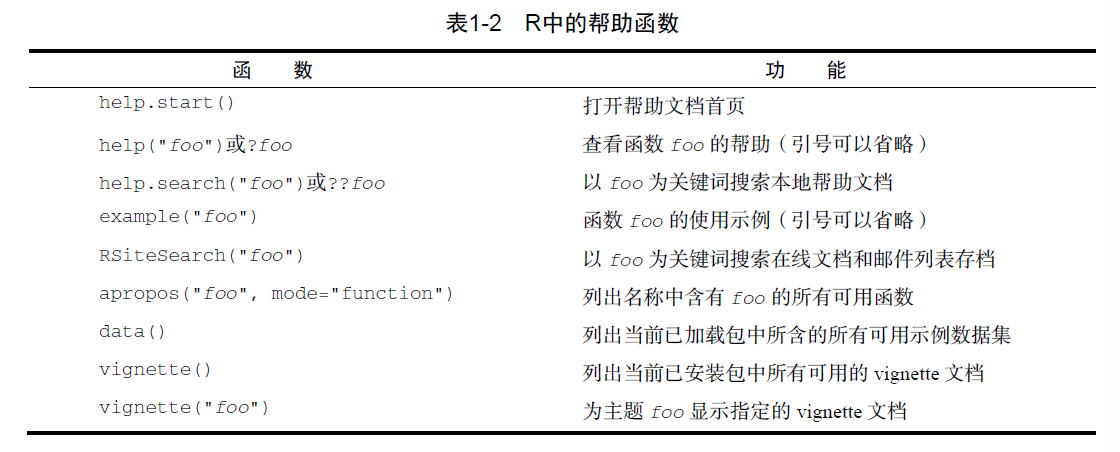 表1-2 R中的帮助函数
函 数 功 能
help.start() 打开帮助文档首页
help("foo")或?foo 查看函数 foo 的帮助（引号可以省略）
help.search("foo")或??foo 以 foo 为关键词搜索本地帮助文档
example("foo") 函数 foo 的使用示例（引号可以省略）
RSiteSearch("foo") 以 foo 为关键词搜索在线文档和邮件列表存档
apropos("foo", mode="function") 列出名称中含有 foo 的所有可用函数
data() 列出当前已加载包中所含的所有可用示例数据集
vignette() 列出当前已安装包中所有可用的 vignette 文档
vignette("foo") 为主题 foo 显示指定的 vignette 文档